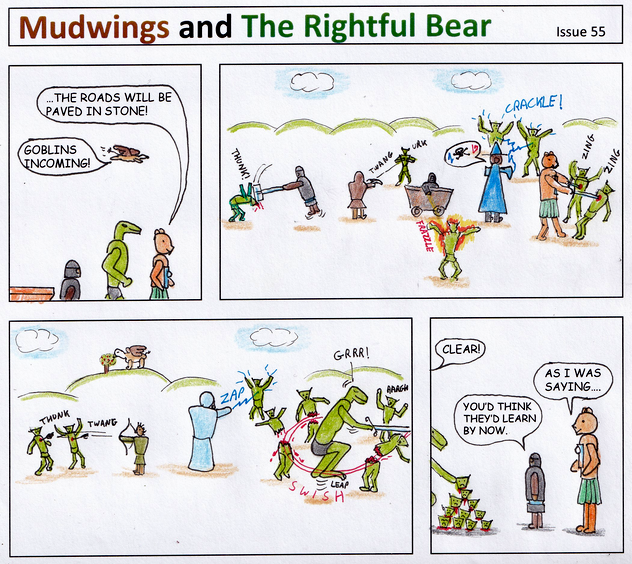 Mudwings and The Rightful Bear
Issue 55
...THE ROADS WILL BE
PAVED IN STONE!
GOBLINS
INCOMING!
THUNK!
TWANG
URK
CRACKLE!
FRAZZLE
ZING
ZING
THUNK
TWANG
ZAP
GRRR!
AARGH
LEAP
SWISH
CLEAR!
AS I WAS
SAYING....
YOU'D THINK
THEY'D LEARN
BY NOW.